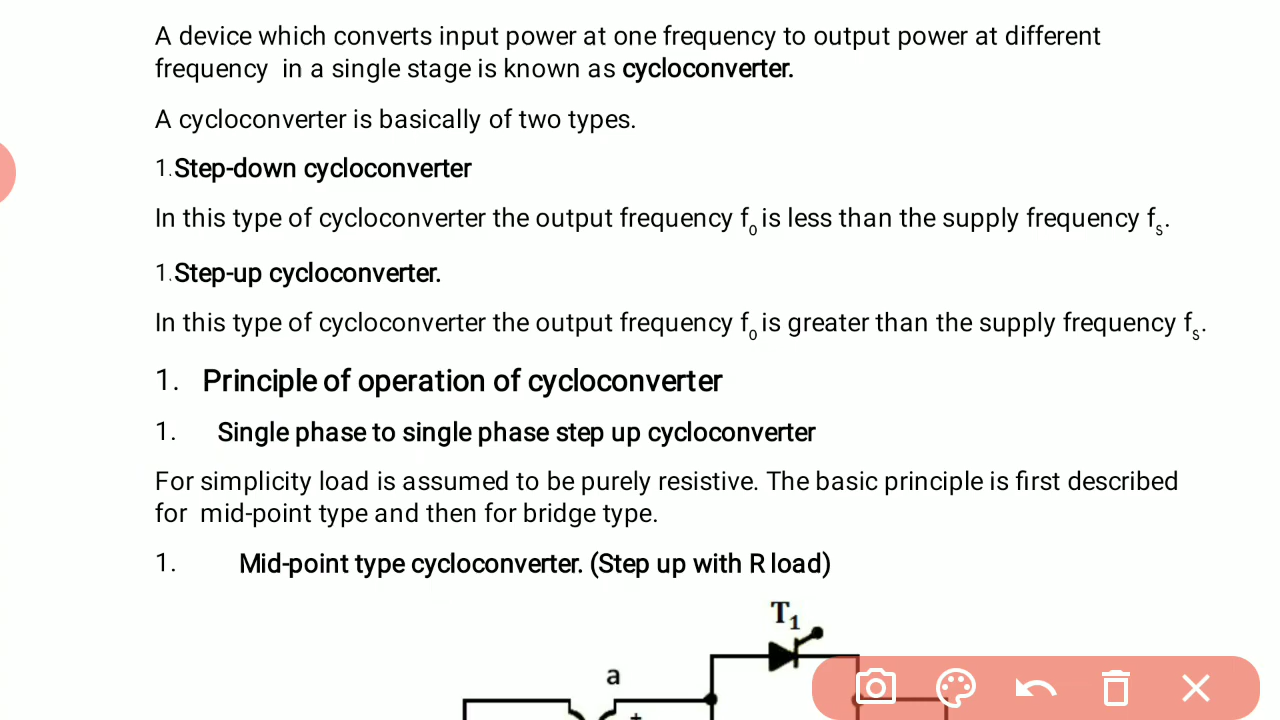 A device which converts input power at one frequency to output power at different
frequency in a single stage is known as cycloconverter.
A cycloconverter is basically of two types.
1.Step-down cycloconverter
In this type of cycloconverter the output frequency fo is less than the supply frequency fs.
1.Step-up cycloconverter.
In this type of cycloconverter the output frequency fo is greater than the supply frequency fs.
1. Principle of operation of cycloconverter
1. Single phase to single phase step up cycloconverter
For simplicity load is assumed to be purely resistive. The basic principle is first described
for mid-point type and then for bridge type.
1. Mid-point type cycloconverter. (Step up with R load)
T1
a
+